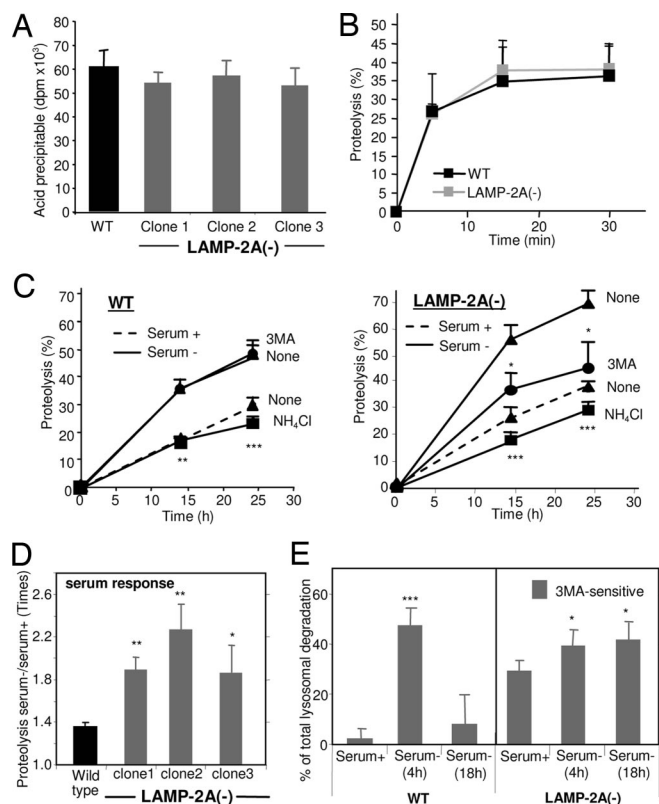 A
Acid precipitable (dpm x10³)
80
70
60
50
40
30
20
10
0
WT
Clone 1
Clone 2
Clone 3
LAMP-2A(-)
B
Proteolysis (%)
50
45
40
35
30
25
20
15
10
5
0
WT
LAMP-2A(-)
0
10
20
30
Time (min)
C
WT
Proteolysis (%)
70
60
50
40
30
20
10
0
Serum +
Serum -
3MA
None
None
NH4Cl
**
***
0
5
10
15
20
25
30
Time (h)
LAMP-2A(-)
Proteolysis (%)
70
60
50
40
30
20
10
0
Serum +
Serum -
None
*
*
3MA
None
NH4Cl
***
***
0
5
10
15
20
25
30
Time (h)
D
serum response
Proteolysis serum-/serum+ (Times)
3.0
2.6
2.2
1.8
1.4
1.0
**
**
*
Wild
type
clone1
clone2
clone3
LAMP-2A(-)
E
% of total lysosomal degradation
60
40
20
0
3MA-sensitive
***
*
*
Serum+
Serum-
(4h)
Serum-
(18h)
Serum+
Serum-
(4h)
Serum-
(18h)
WT
LAMP-2A(-)